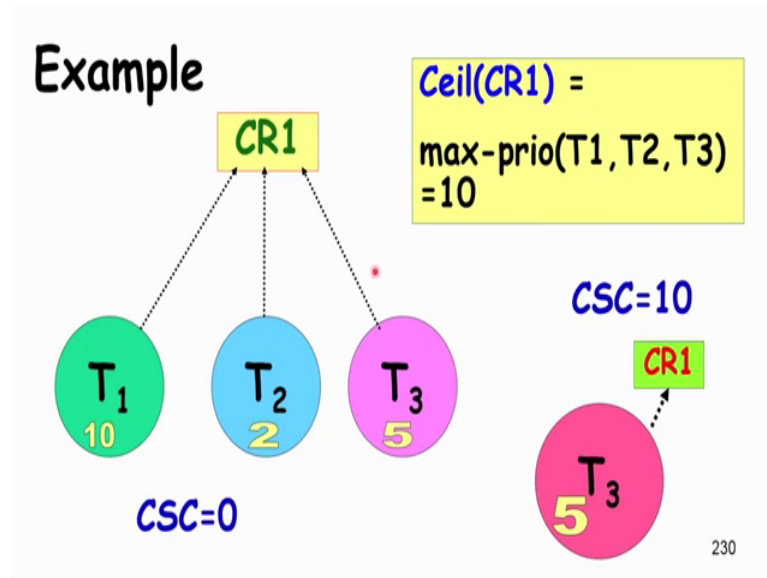 Example
CR1
Ceil(CR1) =
max-prio(T1,T2,T3)
=10
T1
10
T2
2
T3
5
CSC=0
CSC=10
CR1
T3
5
230